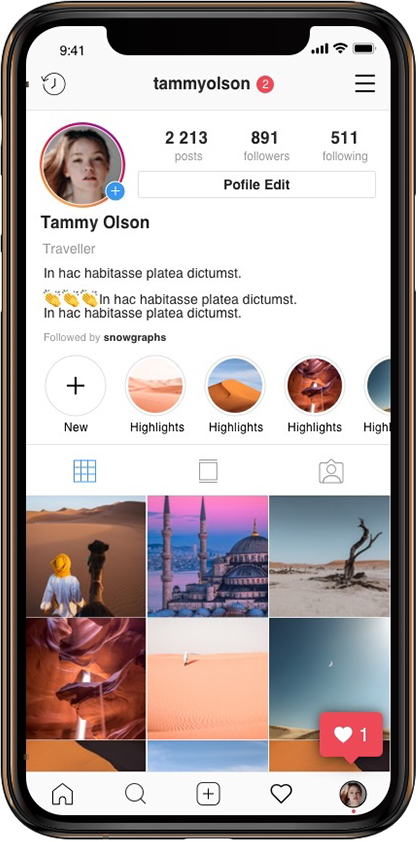 9:41
tammyolson 2
2 213 891 511
posts followers following
Pofile Edit
Tammy Olson
Traveller
In hac habitasse platea dictumst.
👏👏👏In hac habitasse platea dictumst.
In hac habitasse platea dictumst.
Followed by snowgraphs
New Highlights Highlights Highlights Highl
1